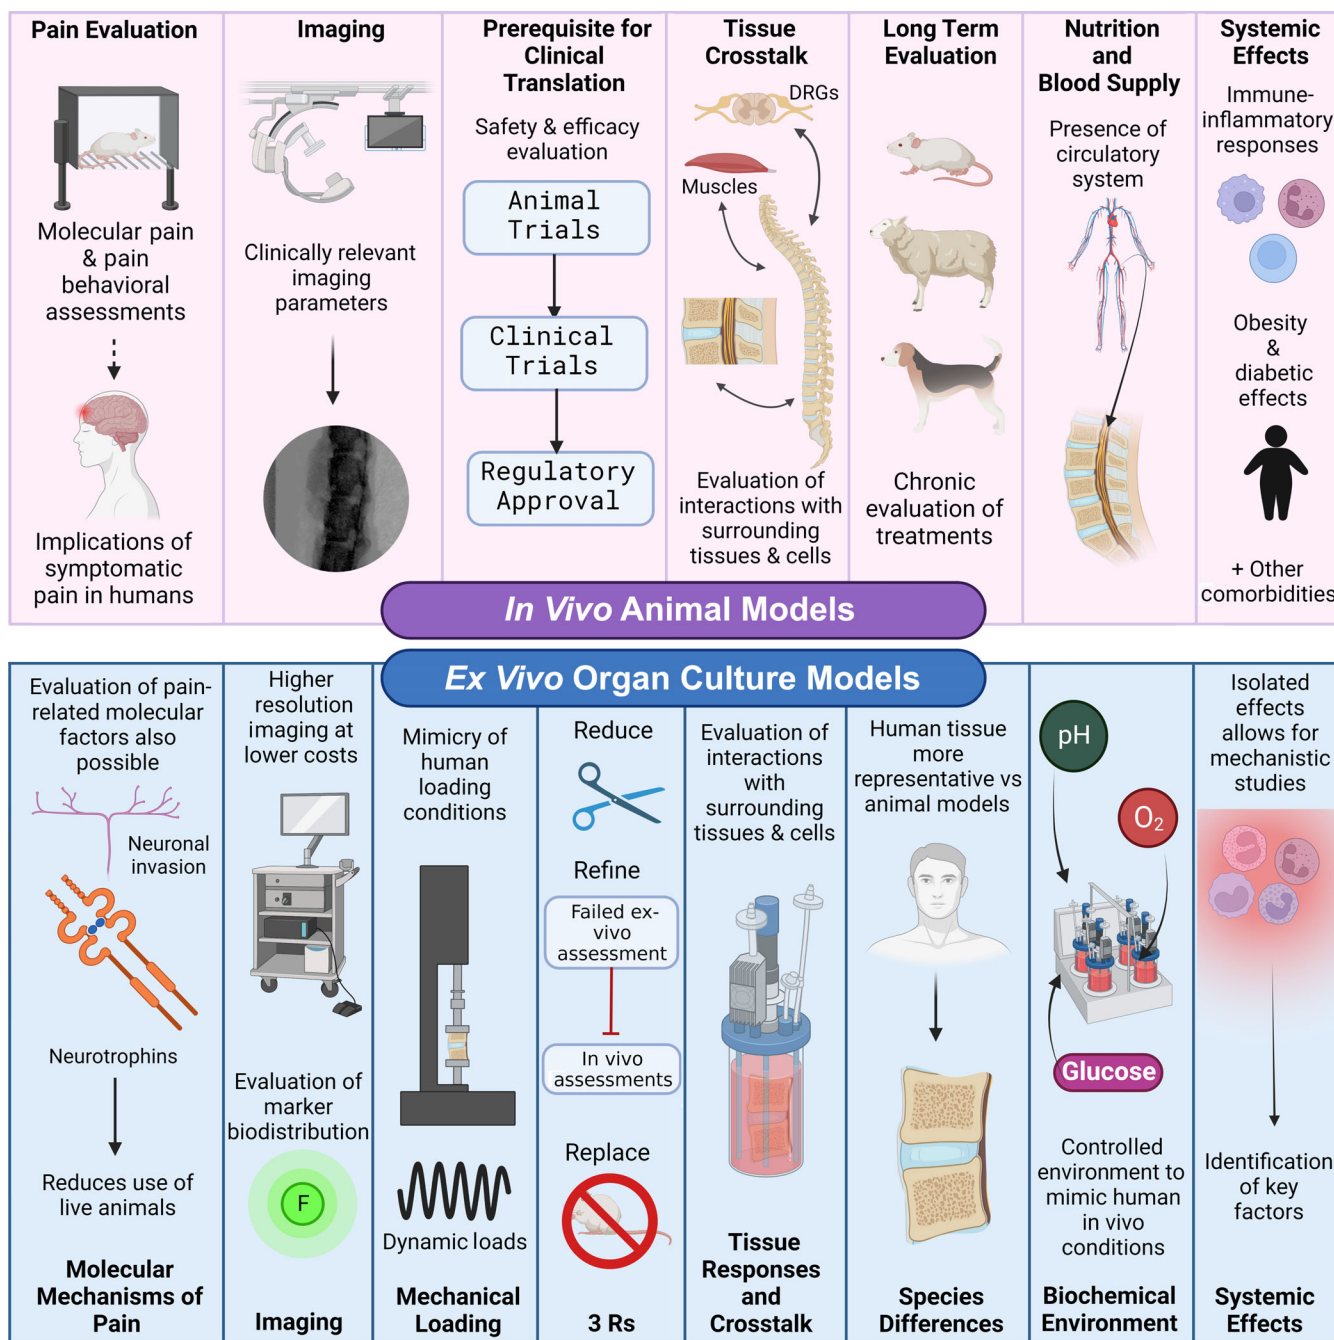 Pain Evaluation
Molecular pain
& pain
behavioral
assessments
Implications of
symptomatic
pain in humans
Imaging
Clinically relevant
imaging
parameters
Prerequisite for
Clinical
Translation
Safety & efficacy
evaluation
Animal
Trials
Clinical
Trials
Regulatory
Approval
Tissue
Crosstalk
DRGs
Muscles
Evaluation of
interactions with
surrounding
tissues & cells
Long Term
Evaluation
Chronic
evaluation of
treatments
Nutrition
and
Blood Supply
Presence of
circulatory
system
Systemic
Effects
Immune-
inflammatory
responses
Obesity
&
diabetic
effects
+ Other
comorbidities
In Vivo Animal Models
Ex Vivo Organ Culture Models
Evaluation of pain-
related molecular
factors also
possible
Neuronal
invasion
Neurotrophins
Reduces use of
live animals
Molecular
Mechanisms of
Pain
Higher
resolution
imaging at
lower costs
Evaluation of
marker
biodistribution
F
Imaging
Mimicry of
human
loading
conditions
Dynamic loads
Mechanical
Loading
Reduce
Refine
Failed ex-
vivo
assessment
In vivo
assessments
Replace
3 Rs
Evaluation of
interactions
with
surrounding
tissues & cells
Tissue
Responses
and
Crosstalk
Human tissue
more
representative vs
animal models
Species
Differences
pH
O₂
Glucose
Controlled
environment to
mimic human
in vivo
conditions
Biochemical
Environment
Isolated
effects
allows for
mechanistic
studies
Identification
of key
factors
Systemic
Effects